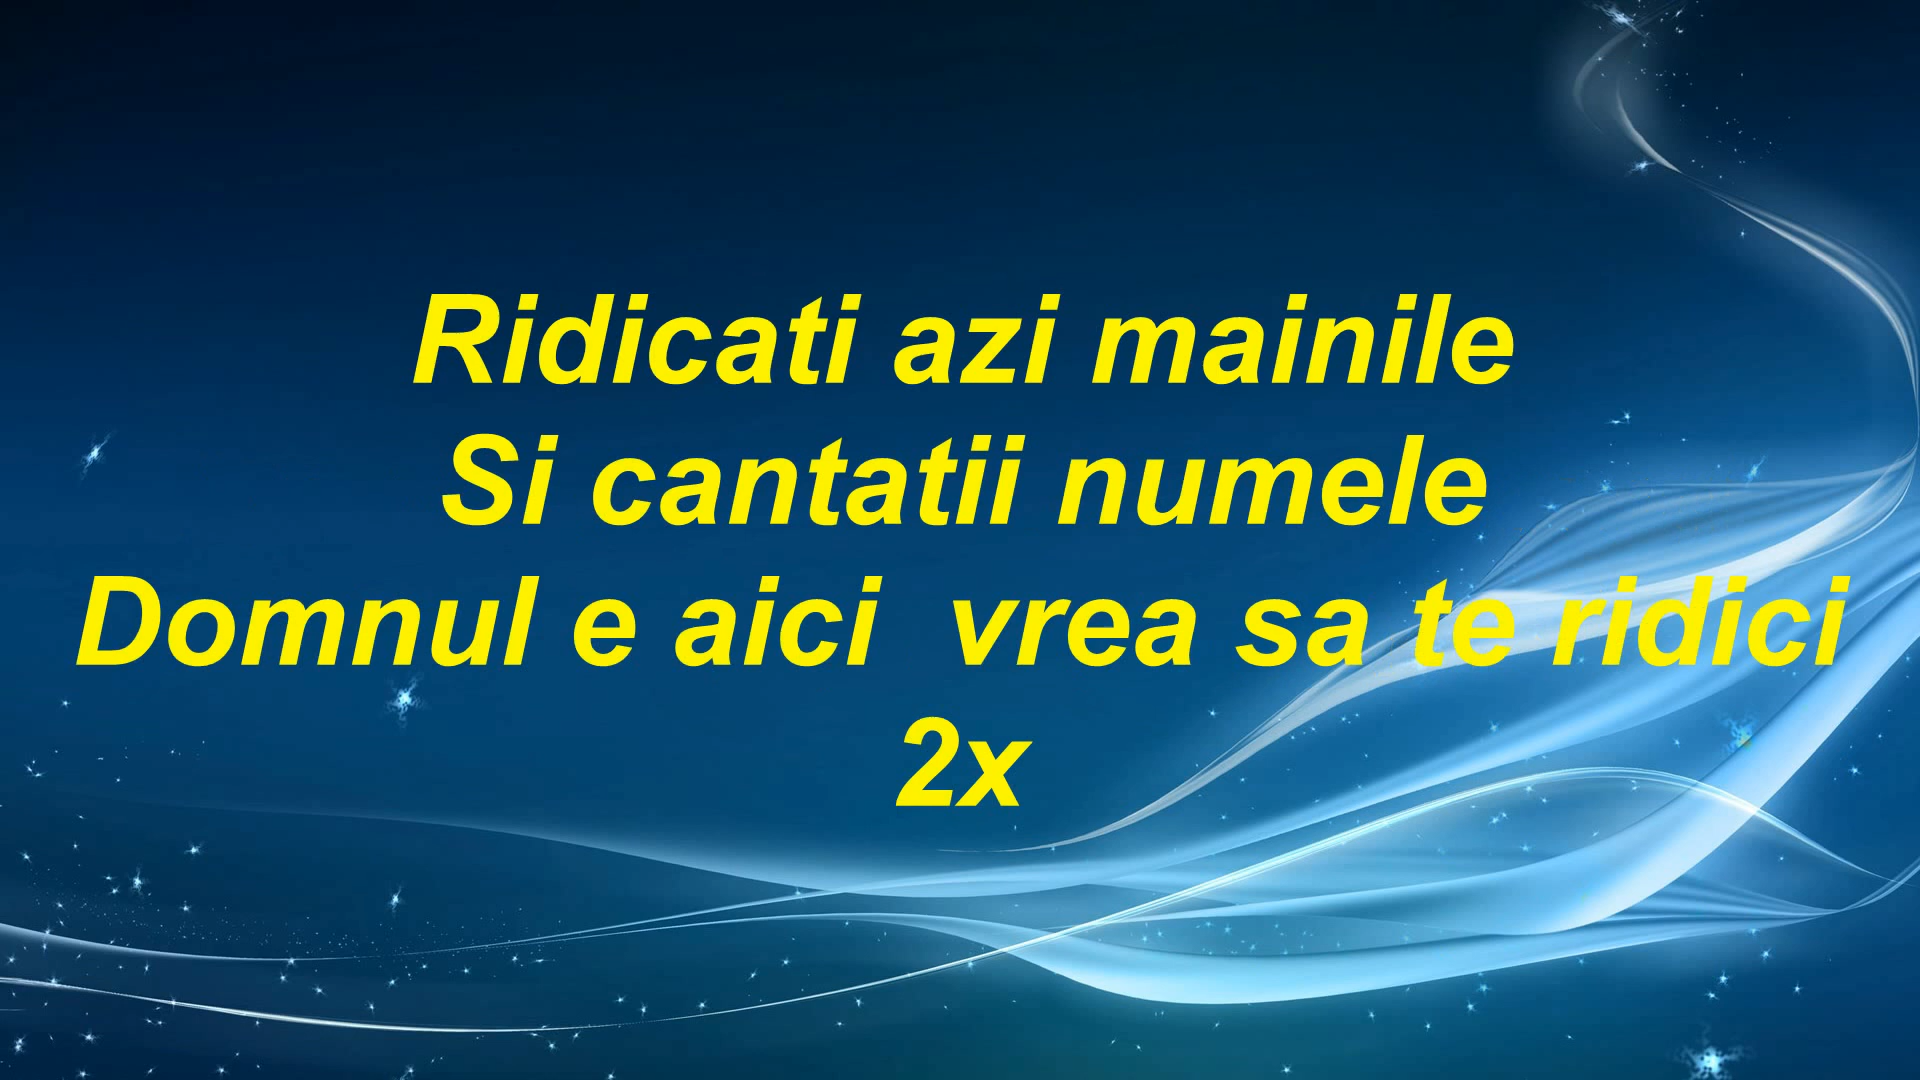 Ridicati azi mainile
Si cantatii numele
Domnul e aici  vrea sa te ridici
2x